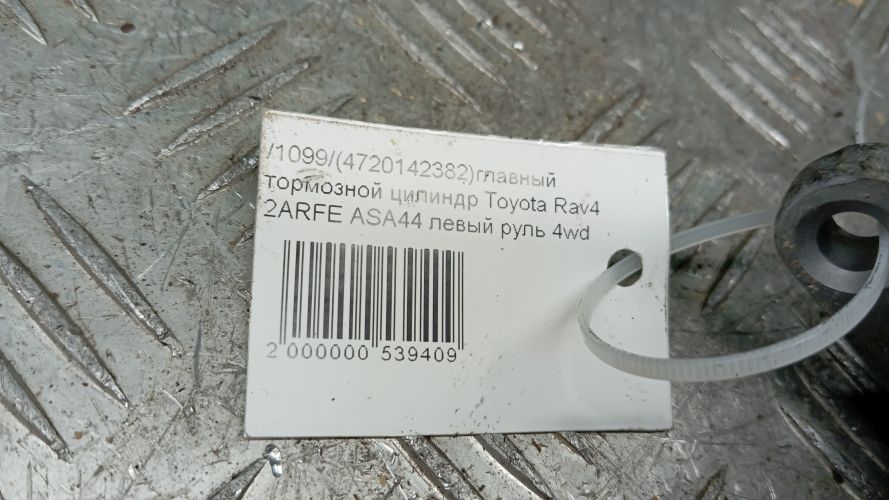 /1099/(4720142382)главный
тормозной цилиндр Toyota Rav4
2ARFE ASA44 левый руль 4wd
2 000000 539409